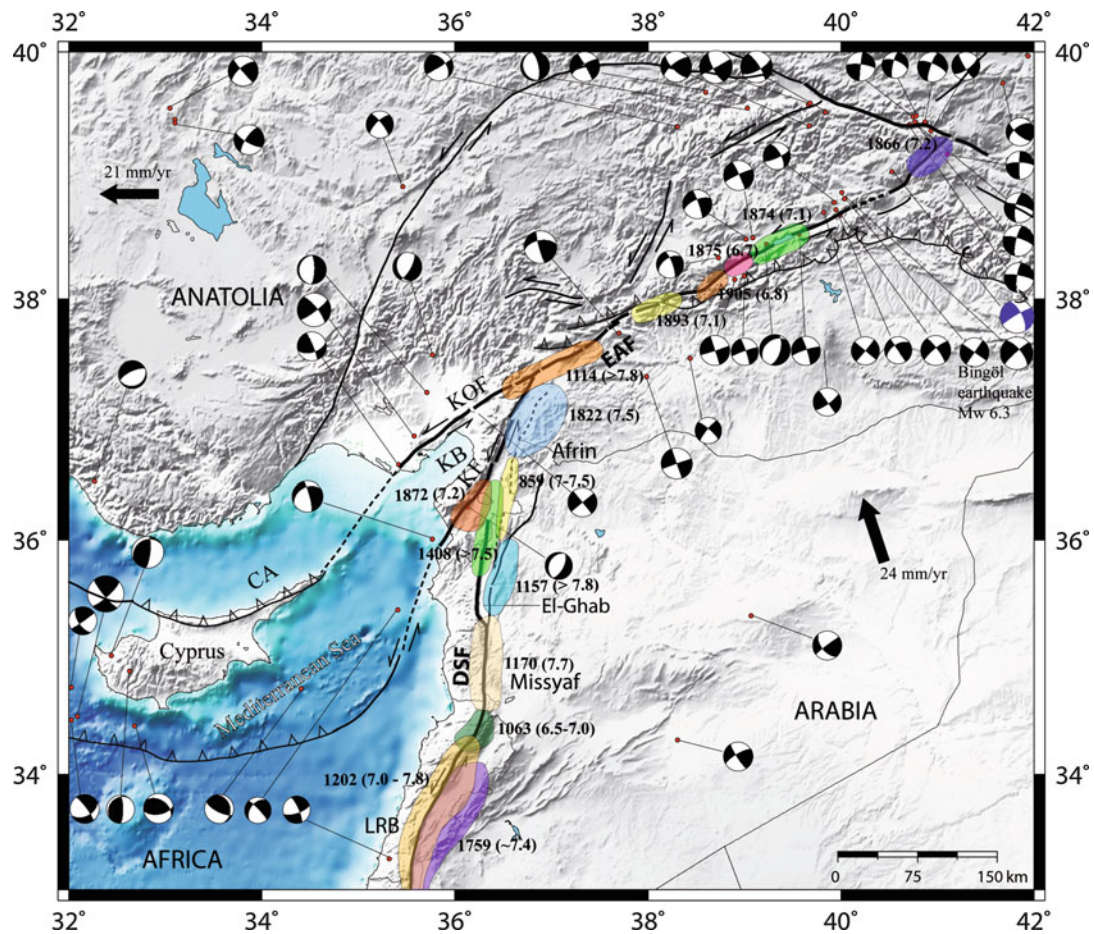 32 34 36 38 40 42
40° 40°
1866 (7.2)
21 mm/yr
1874 (7.1)
1875 (6.7)
ANATOLIA
38° 38°
1905 (6.8)
1893 (7.1)
EAF
Bingöl
earthquake
Mw 6.3
1114 (>7.8)
KOF
1822 (7.5)
Afrin
KB
KF
859 (7-7.5)
1872 (7.2)
36° 36°
1408 (>7.5)
24 mm/yr
CA
1157 (> 7.8)
El-Ghab
Cyprus
DSF
1170 (7.7)
Missyaf
Mediterranean Sea
ARABIA
1063 (6.5-7.0)
34° 34°
1202 (7.0 - 7.8)
LRB
1759 (~7.4)
AFRICA
0 75 150 km
32° 34° 36° 38° 40° 42°